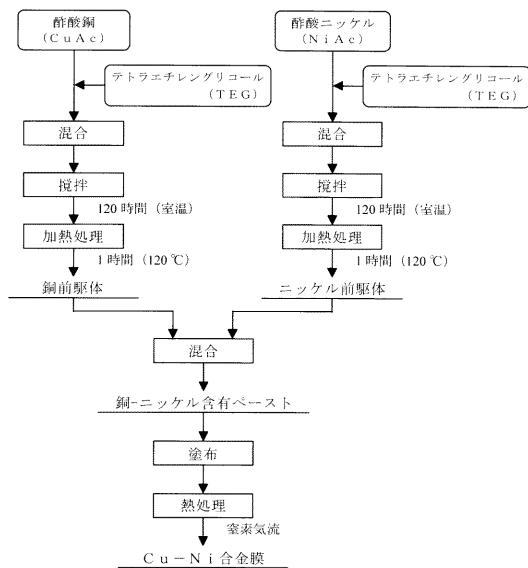 酢酸銅
(CuAc)
テトラエチレングリコール
(TEG)
混合
撹拌
120時間（室温）
加熱処理
1時間（120℃）
銅前駆体
酢酸ニッケル
(NiAc)
テトラエチレングリコール
(TEG)
混合
撹拌
120時間（室温）
加熱処理
1時間（120℃）
ニッケル前駆体
混合
銅-ニッケル含有ペースト
塗布
熱処理
窒素気流
Cu－Ni合金膜